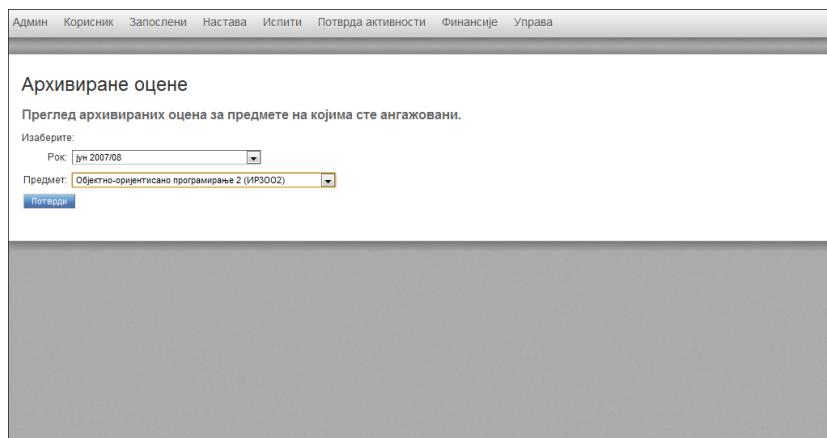 Админ Корисник Запослени Настава Испити Потврда активности Финансије Управа
Архивиране оцене
Преглед архивираних оцена за предмете на којима сте ангажовани.
Изаберите:
Рок: јун 2007/08
Предмет: Објектно-оријентисано програмирање 2 (ИР3ОО2)
Потврди